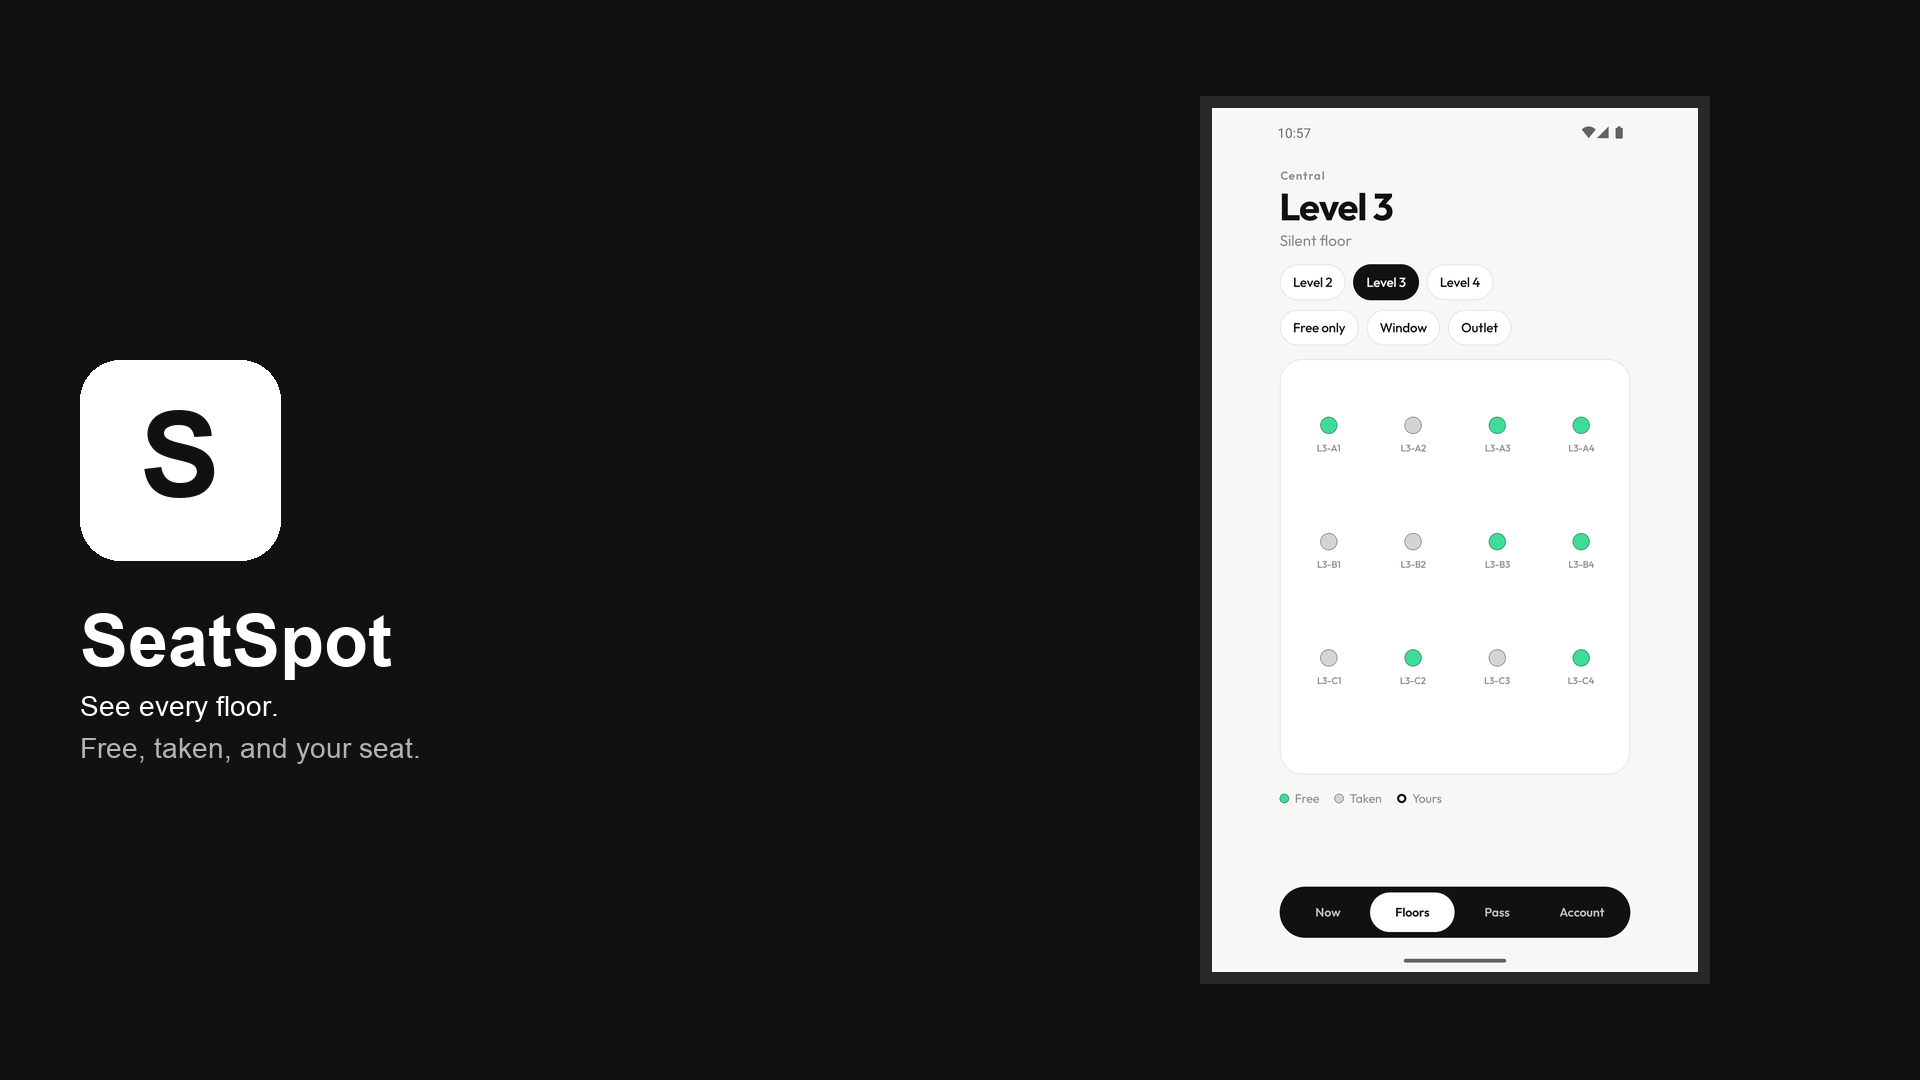 S
SeatSpot
See every floor.
Free, taken, and your seat.
10:57
Central
Level 3
Silent floor
Level 2 Level 3 Level 4
Free only Window Outlet
L3-A1 L3-A2 L3-A3 L3-A4
L3-B1 L3-B2 L3-B3 L3-B4
L3-C1 L3-C2 L3-C3 L3-C4
Free Taken Yours
Now Floors Pass Account